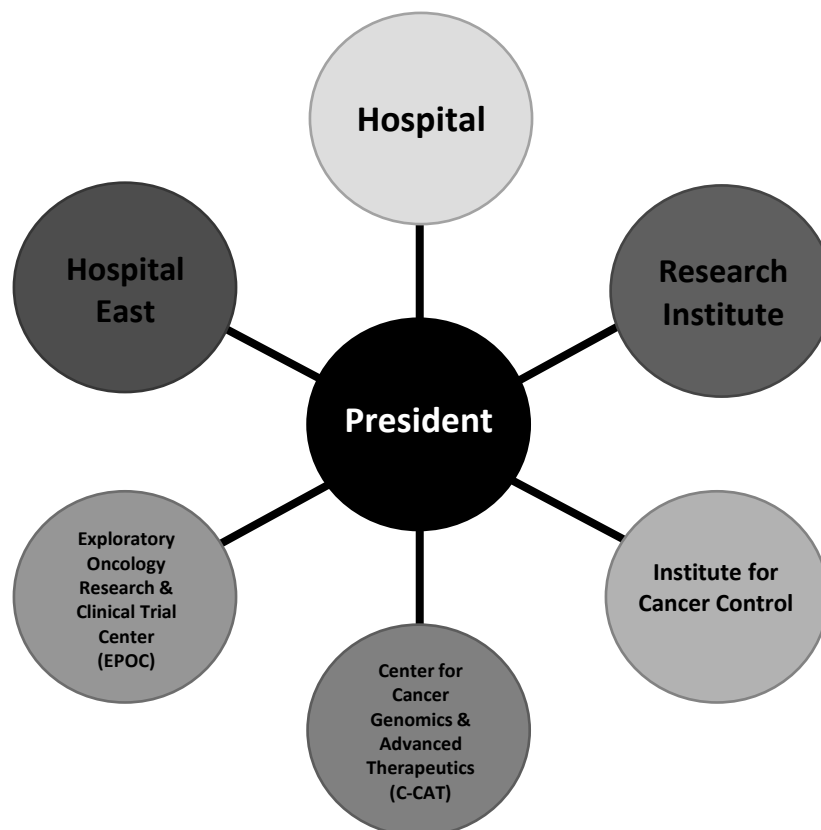 Hospital
Hospital
East
Research
Institute
President
Exploratory
Oncology
Research &
Clinical Trial
Center
(EPOC)
Institute for
Cancer Control
Center for
Cancer
Genomics &
Advanced
Therapeutics
(C-CAT)